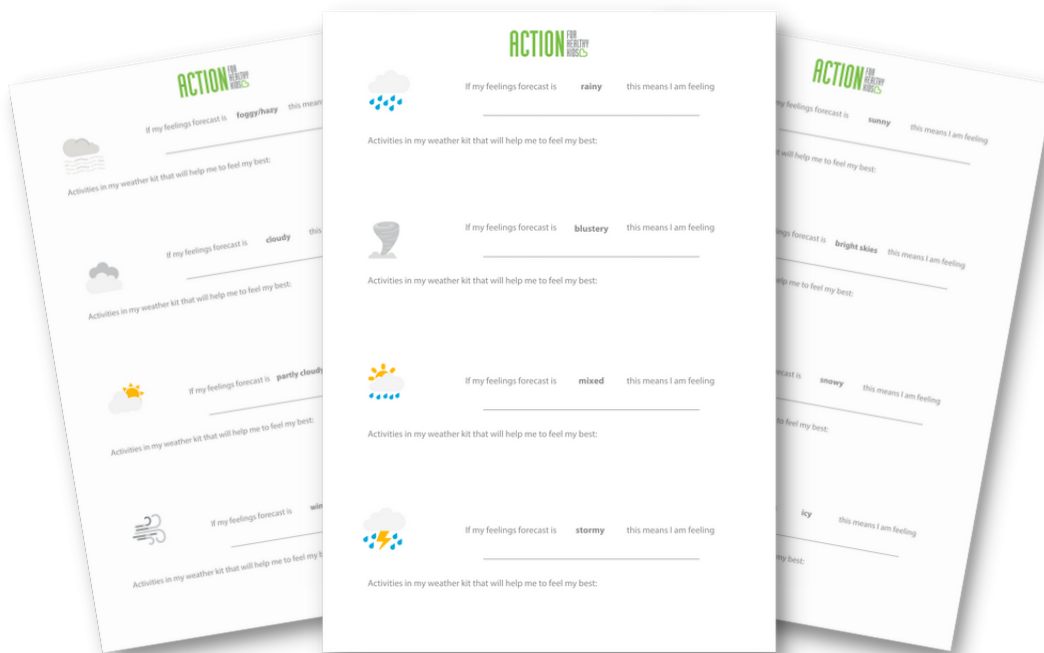 ACTION FOR HEALTHY KIDS
If my feelings forecast is foggy/hazy this mean
Activities in my weather kit that will help me to feel my best:
If my feelings forecast is cloudy this
Activities in my weather kit that will help me to feel my best:
If my feelings forecast is partly cloudy
Activities in my weather kit that will help me to feel my best:
If my feelings forecast is win
Activities in my weather kit that will help me to feel my b
ACTION FOR HEALTHY KIDS
If my feelings forecast is rainy this means I am feeling
Activities in my weather kit that will help me to feel my best:
If my feelings forecast is blustery this means I am feeling
Activities in my weather kit that will help me to feel my best:
If my feelings forecast is mixed this means I am feeling
Activities in my weather kit that will help me to feel my best:
If my feelings forecast is stormy this means I am feeling
Activities in my weather kit that will help me to feel my best:
ACTION FOR HEALTHY KIDS
my feelings forecast is sunny this means I am feeling
will help me to feel my best:
forecast is bright skies this means I am feeling
me to feel my best:
is snowy this means I am feeling
to feel my best:
icy this means I am feeling
best: